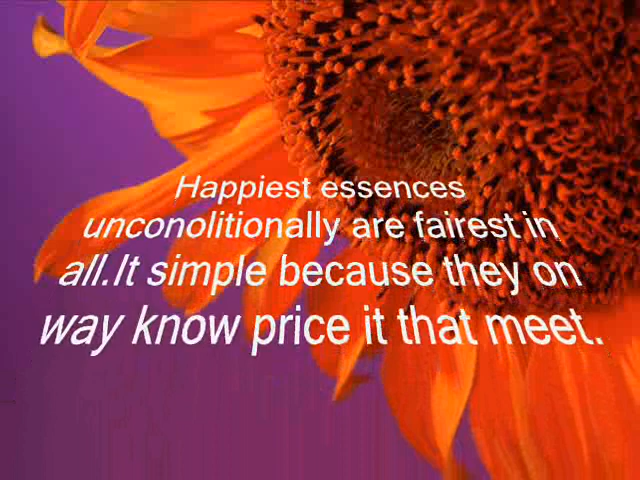 Happiest essences
unconolitionally are fairest in
all.It simple because they on
way know price it that meet.